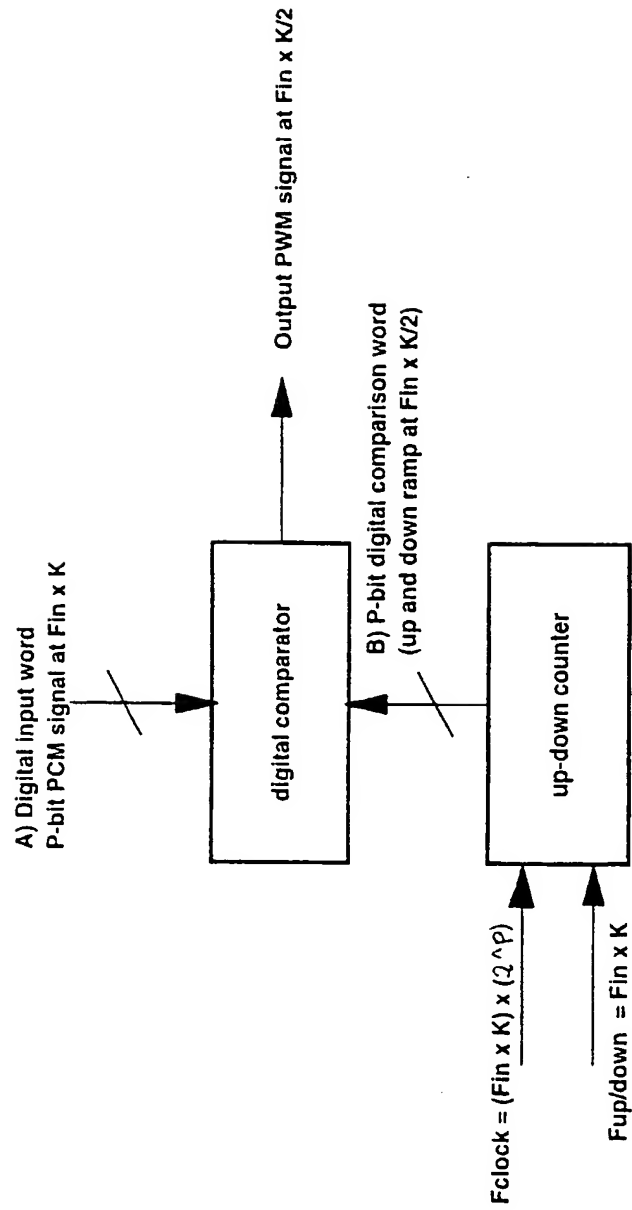 A) Digital input word
P-bit PCM signal at Fin x K
digital comparator
Output PWM signal at Fin x K/2
B) P-bit digital comparison word
(up and down ramp at Fin x K/2)
up-down counter
Fclock = (Fin x K) x (2^P)
Fup/down = Fin x K